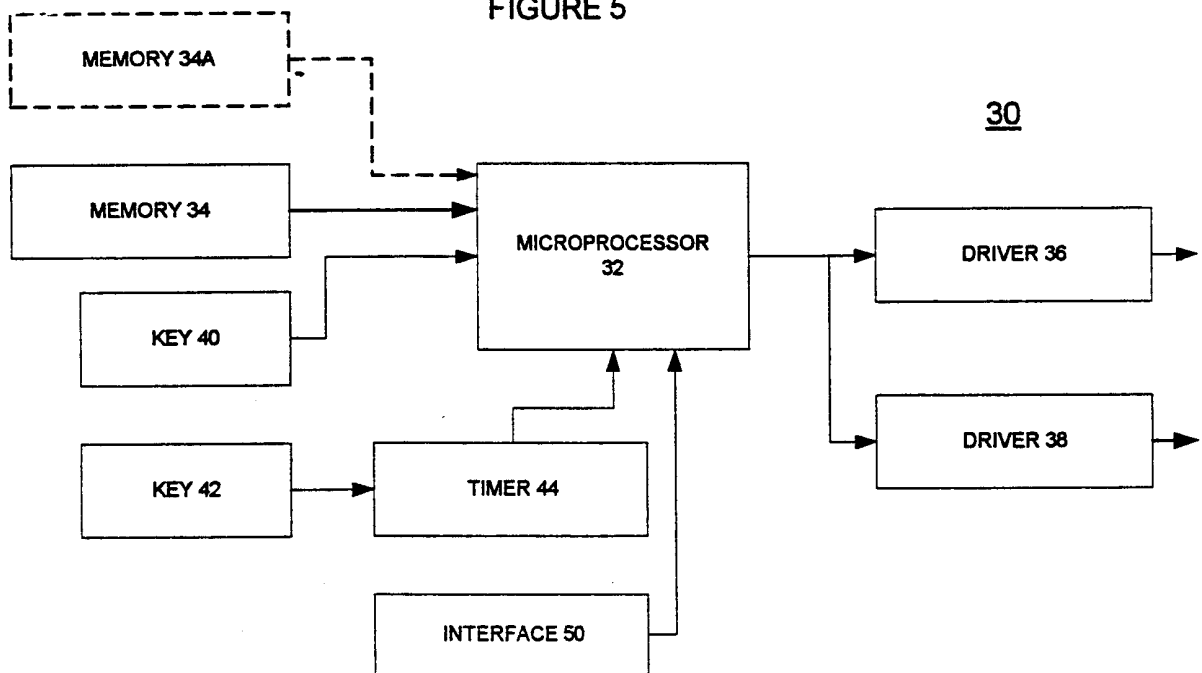 FIGURE 5
MEMORY 34A
30
MEMORY 34
MICROPROCESSOR
32
DRIVER 36
KEY 40
DRIVER 38
KEY 42
TIMER 44
INTERFACE 50